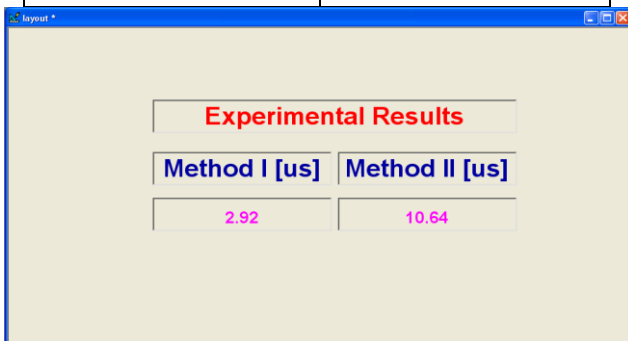 layout *
Experimental Results
Method I [us] Method II [us]
2.92 10.64